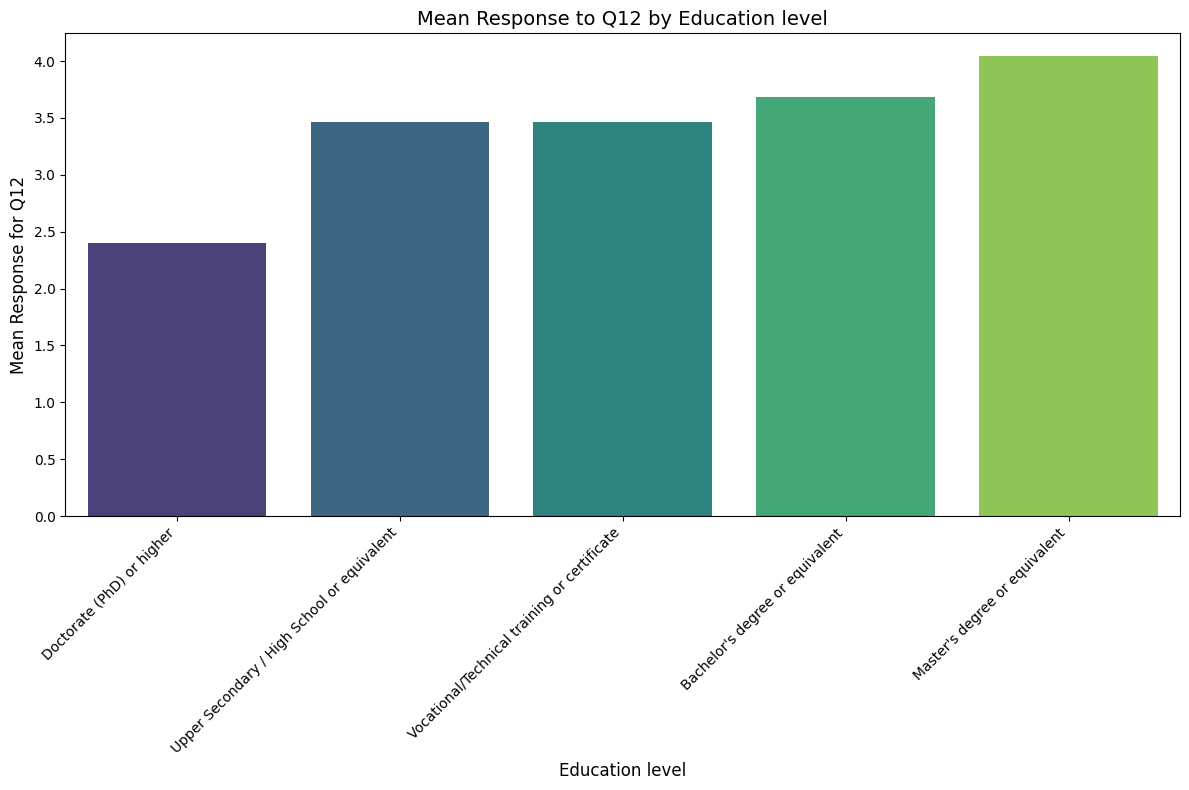 Mean Response to Q12 by Education level
Mean Response for Q12
4.0
3.5
3.0
2.5
2.0
1.5
1.0
0.5
0.0
Doctorate (PhD) or higher
Upper Secondary / High School or equivalent
Vocational/Technical training or certificate
Bachelor's degree or equivalent
Master's degree or equivalent
Education level